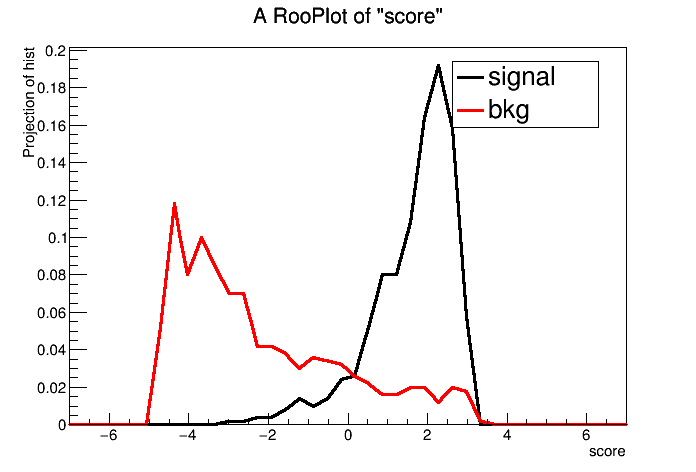 A RooPlot of "score"
Projection of hist
0.2
0.18
0.16
0.14
0.12
0.1
0.08
0.06
0.04
0.02
0
signal
bkg
−6 −4 −2 0 2 4 6
score